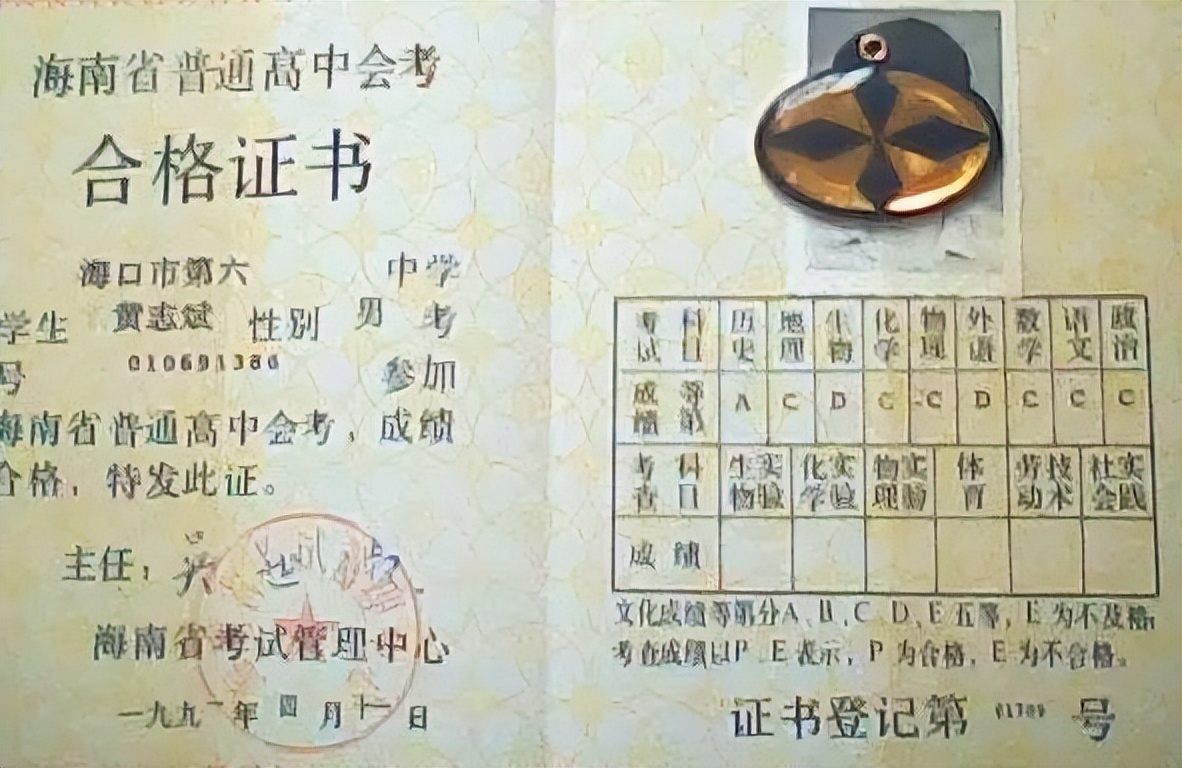 海南省普通高中会考
合格证书
海口市第六 中学
学生 黄志斌 性别 男 考
号 010691386 参加
海南省普通高中会考，成绩
合格，特发此证。
主任，
海南省考试管理中心
一九九 年 四 月 十一 日
考试科目 历史 地理 生物 化学 物理 外语 数学 语文 政治
成绩等第 A C D C C D C C C
考查科目 生物实验 化学实验 物理实验 体育 劳动技术 社会实践
成绩
文化成绩等第分A、B、C、D、E五等，E为不及格；
考查成绩以P、E表示，P为合格，E为不合格。
证书登记第 01709 号